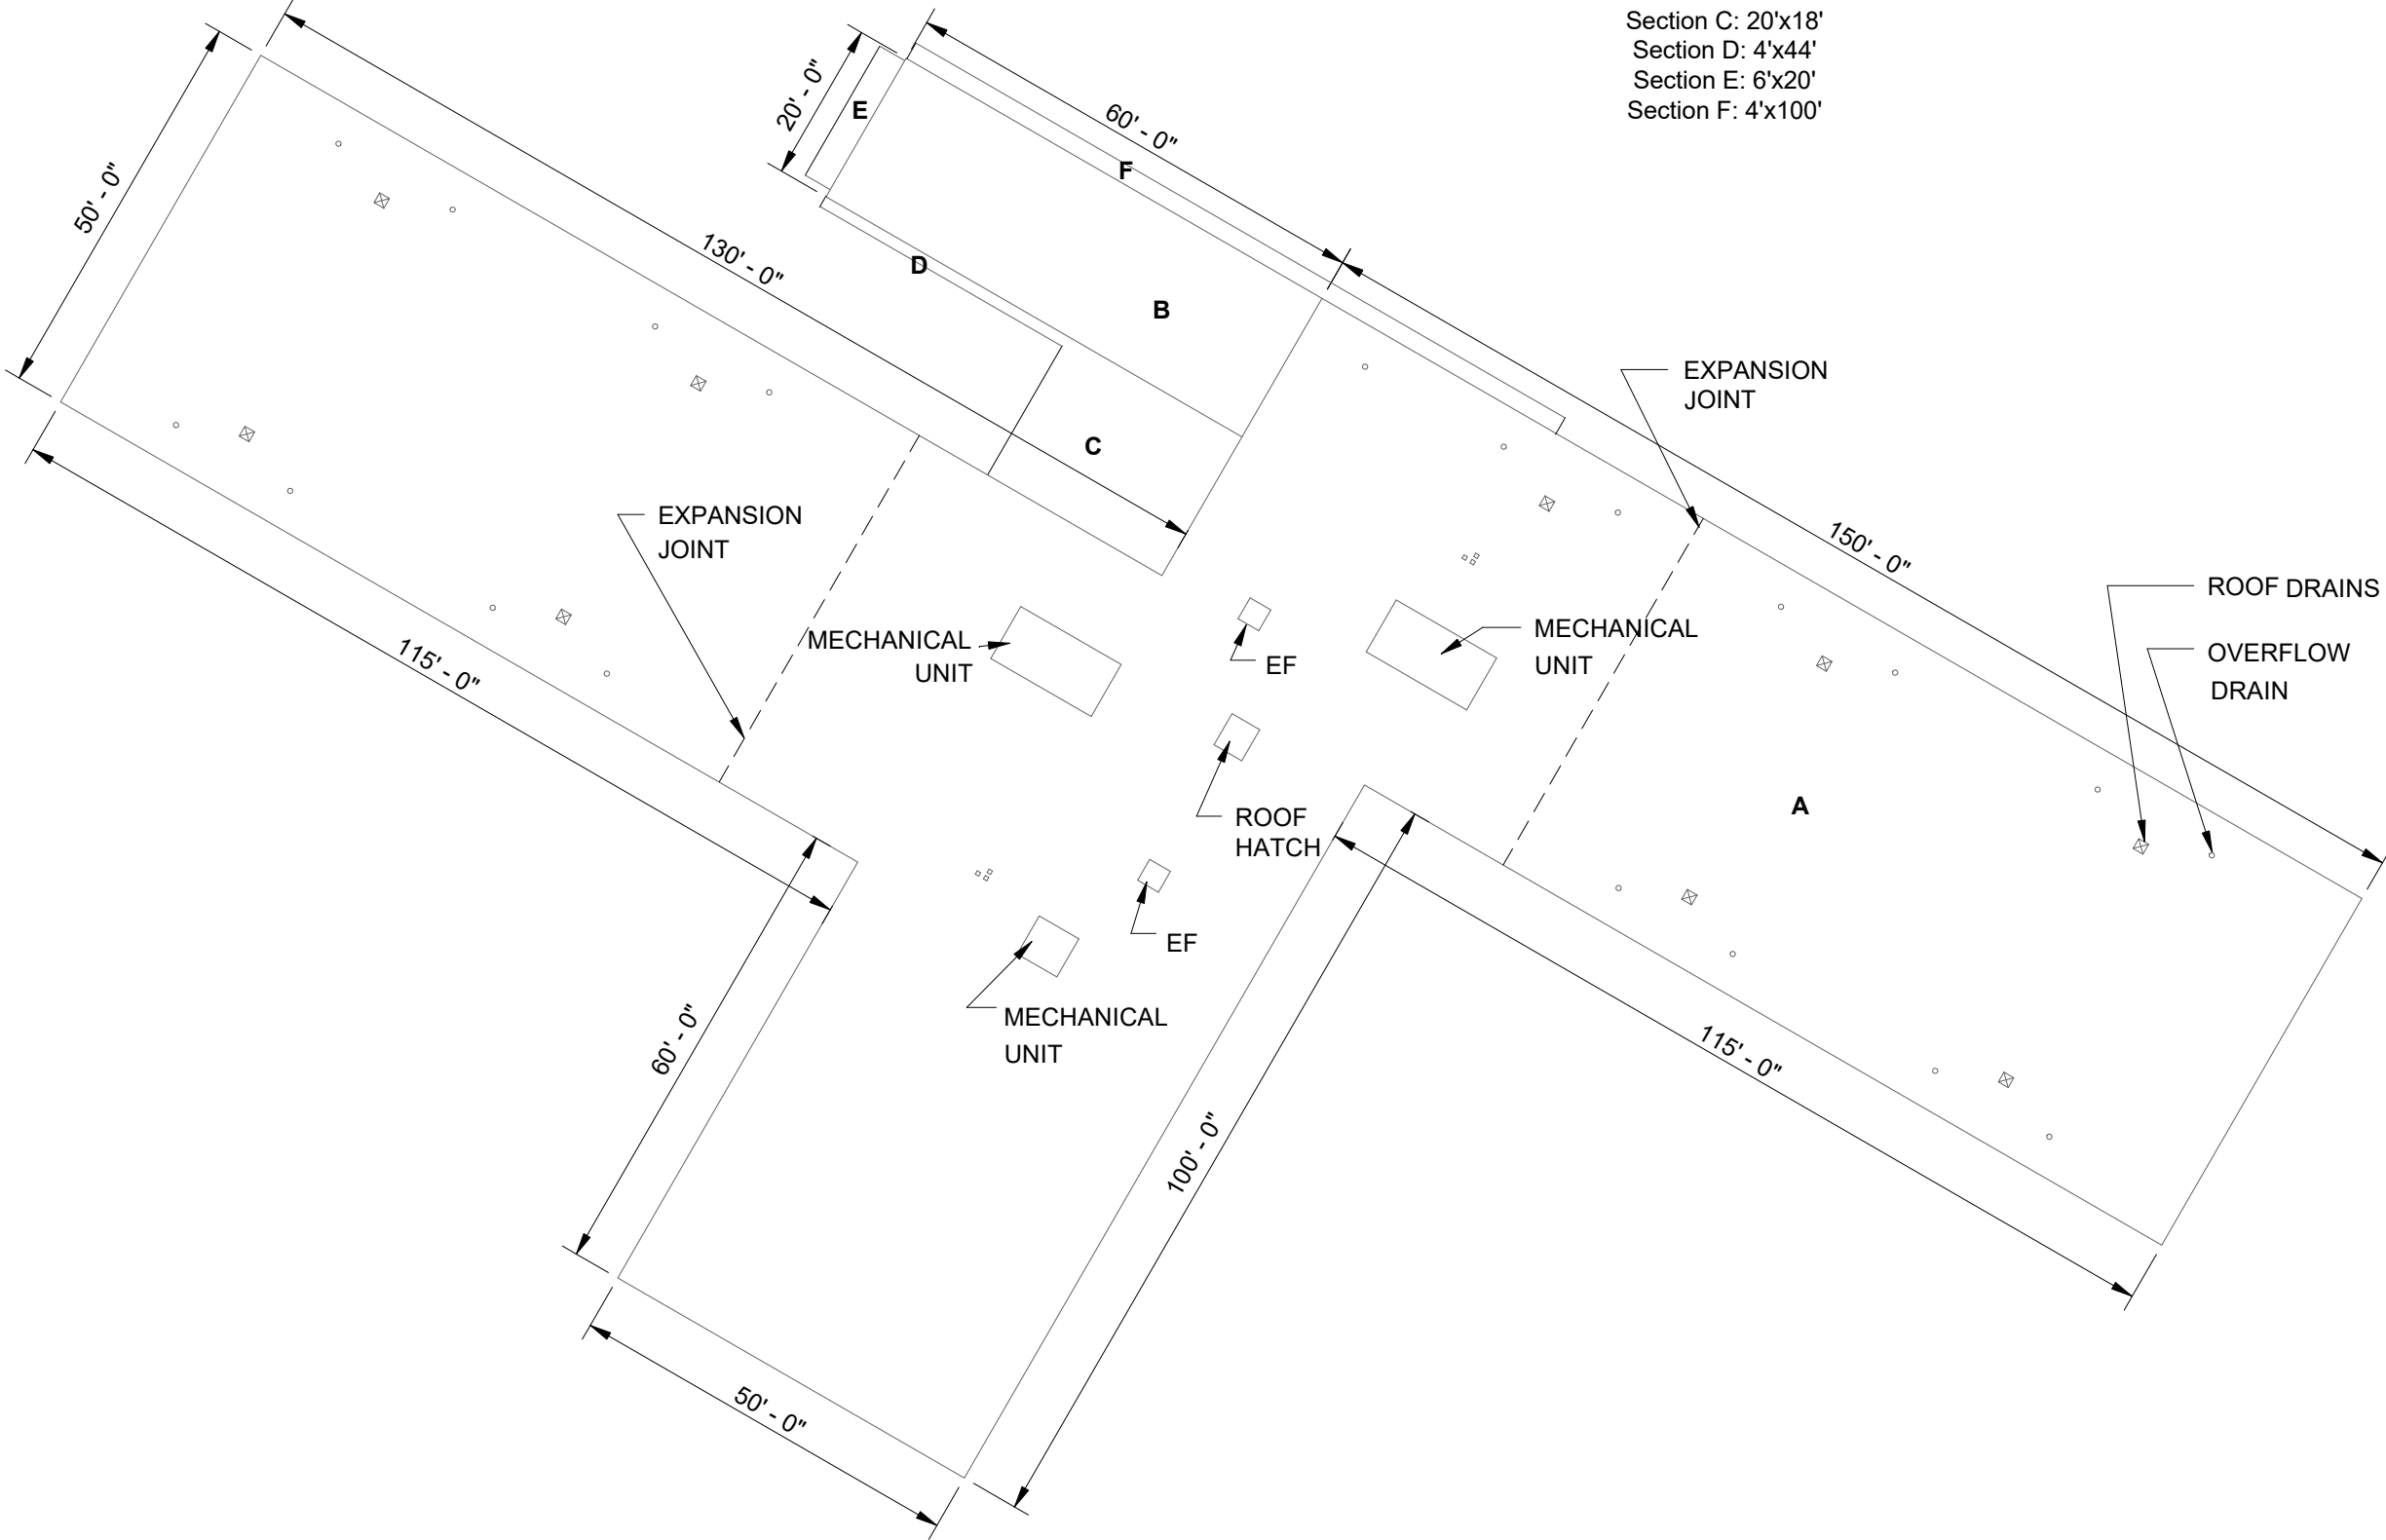 Section C: 20'x18'
Section D: 4'x44'
Section E: 6'x20'
Section F: 4'x100'
20' - 0"
E
60' - 0"
F
50' - 0"
130' - 0"
D
B
C
EXPANSION
JOINT
EXPANSION
JOINT
150' - 0"
ROOF DRAINS
MECHANICAL
UNIT
EF
MECHANICAL
UNIT
OVERFLOW
DRAIN
115' - 0"
ROOF
HATCH
A
EF
MECHANICAL
UNIT
60' - 0"
115' - 0"
100' - 0"
50' - 0"